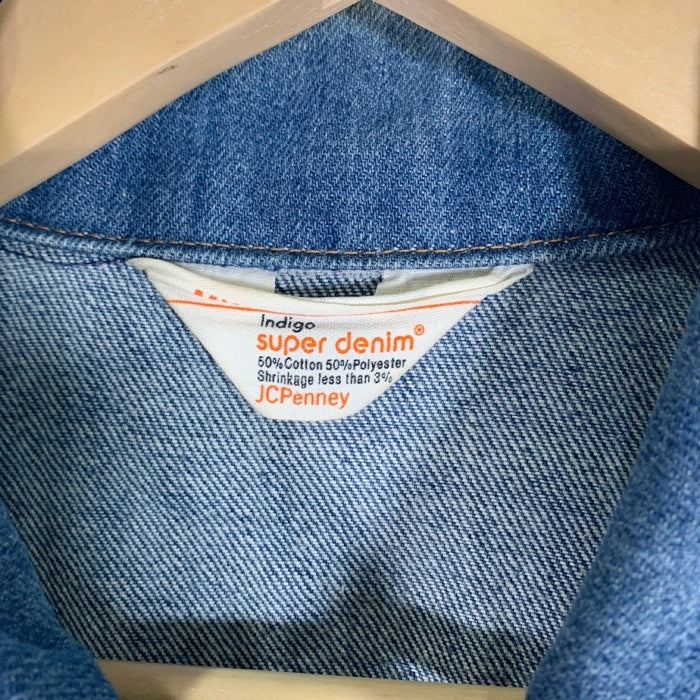 Indigo
super denim®
50%Cotton 50%Polyester
Shrinkage less than 3%
JCPenney